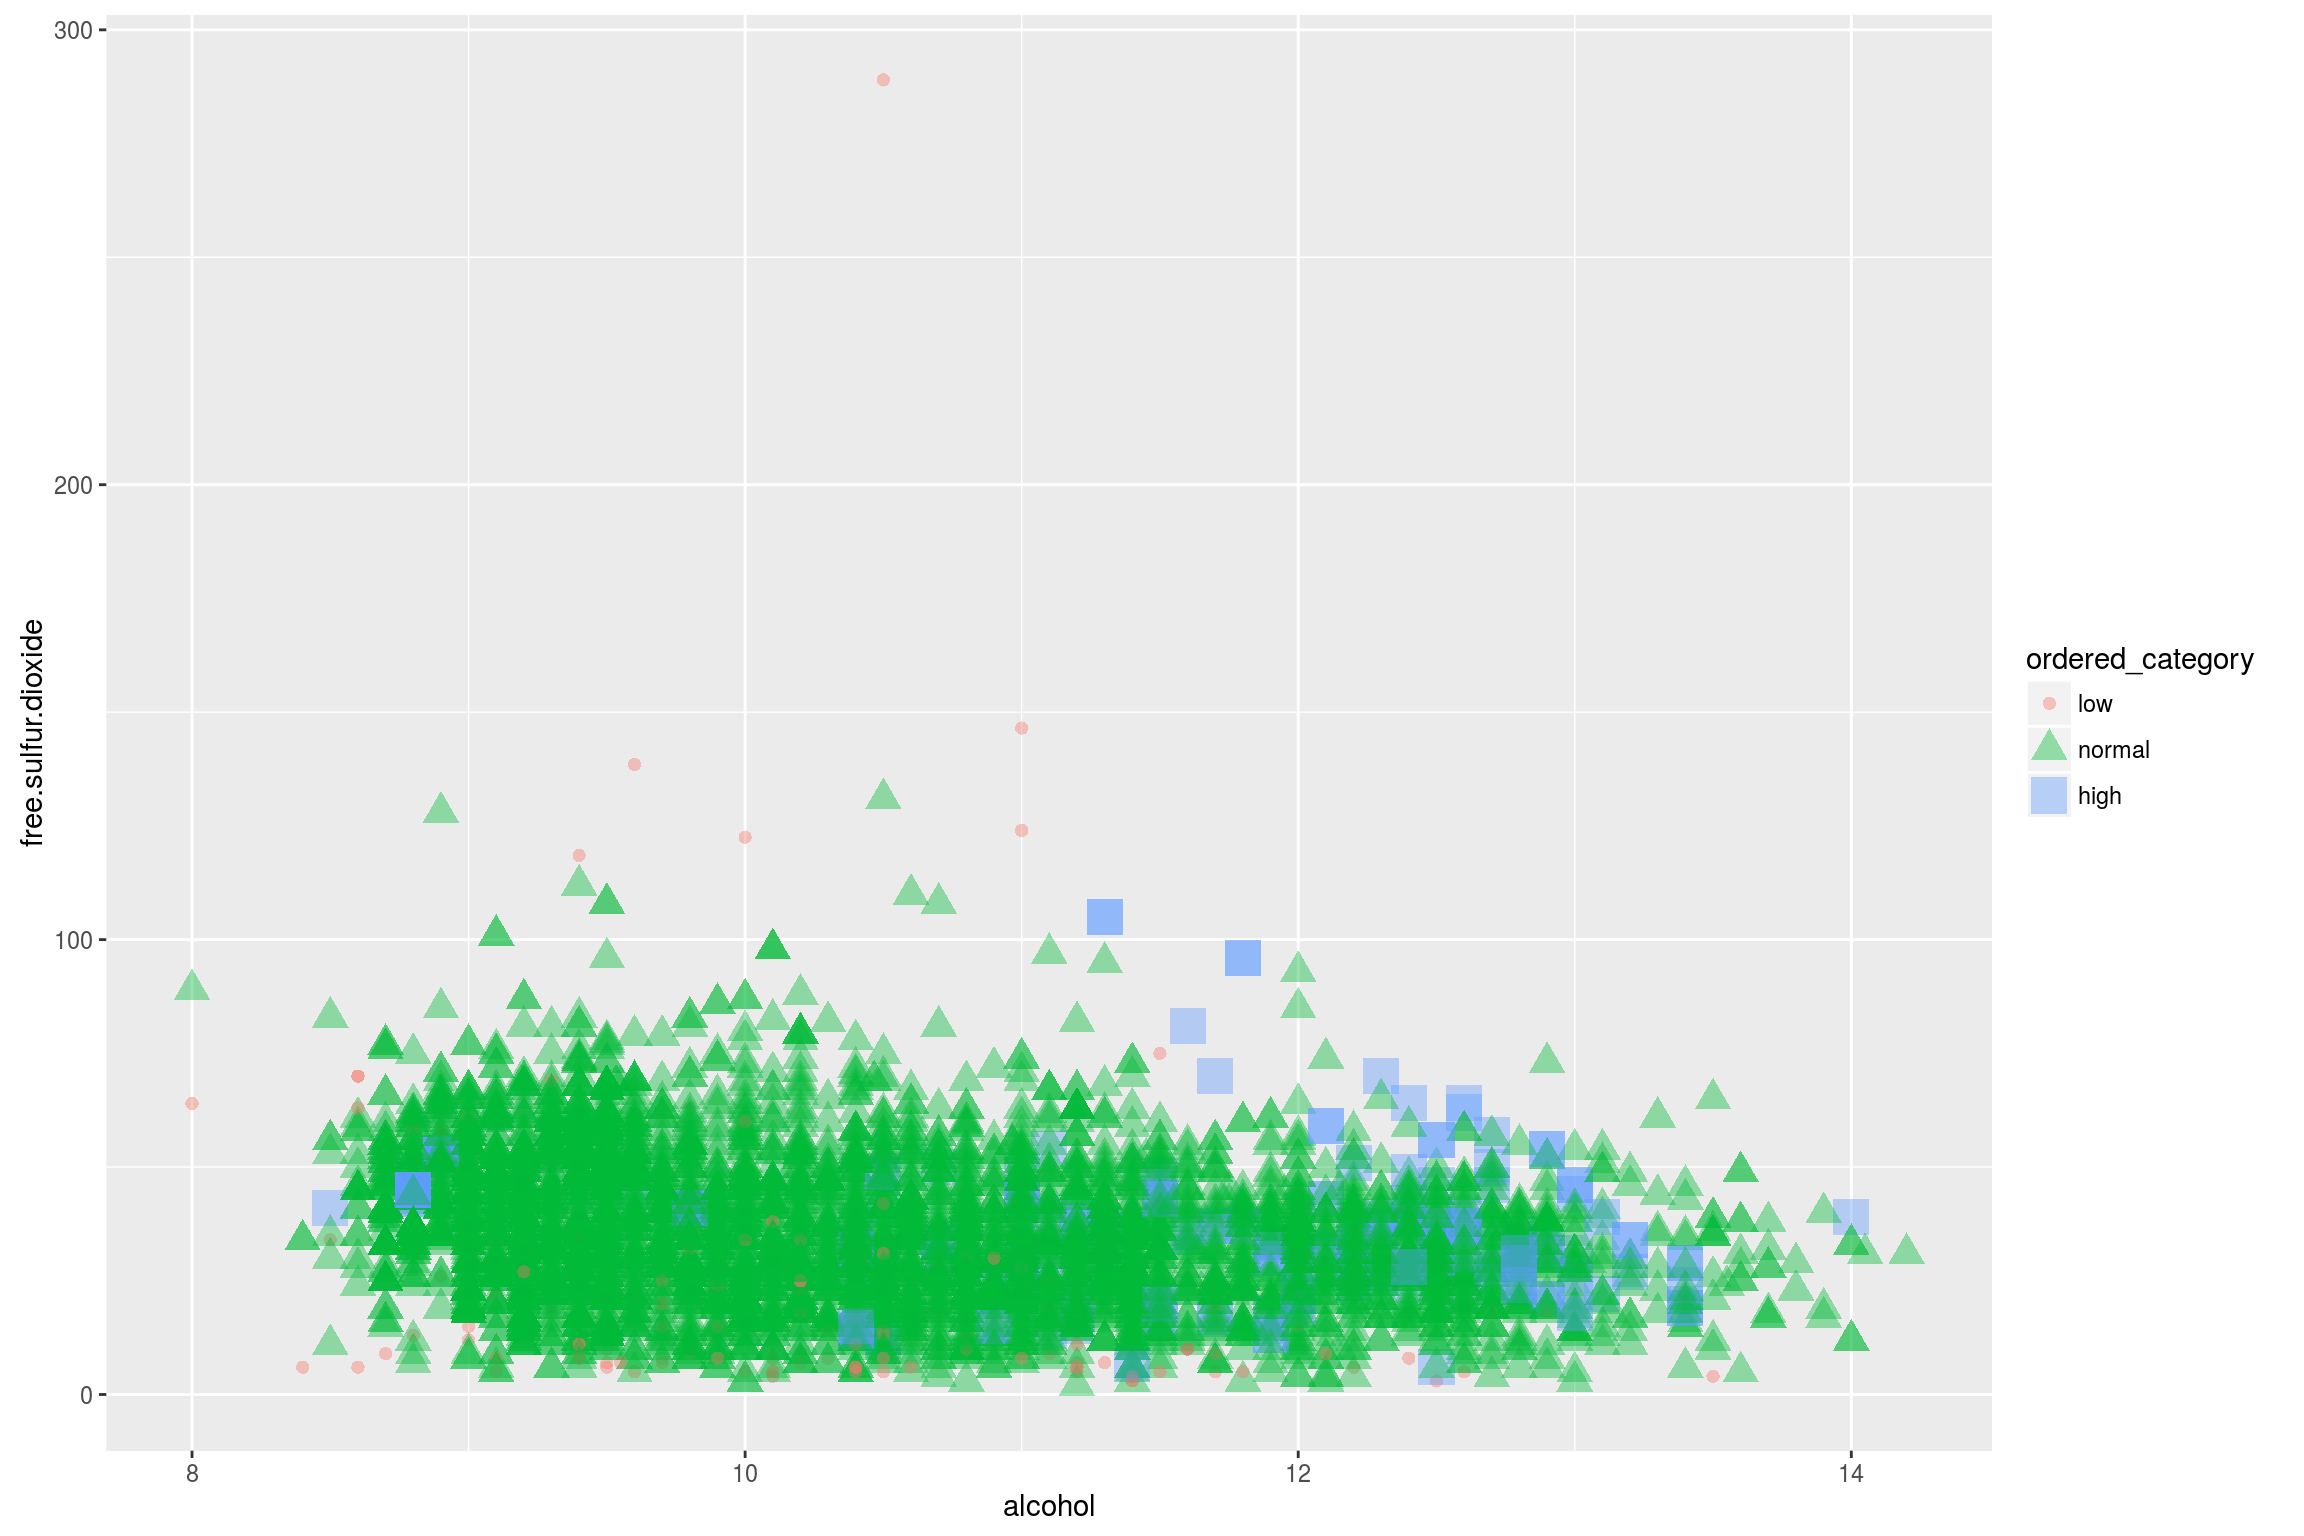 300
200
100
0
free.sulfur.dioxide
8
10
12
14
alcohol
ordered_category
low
normal
high